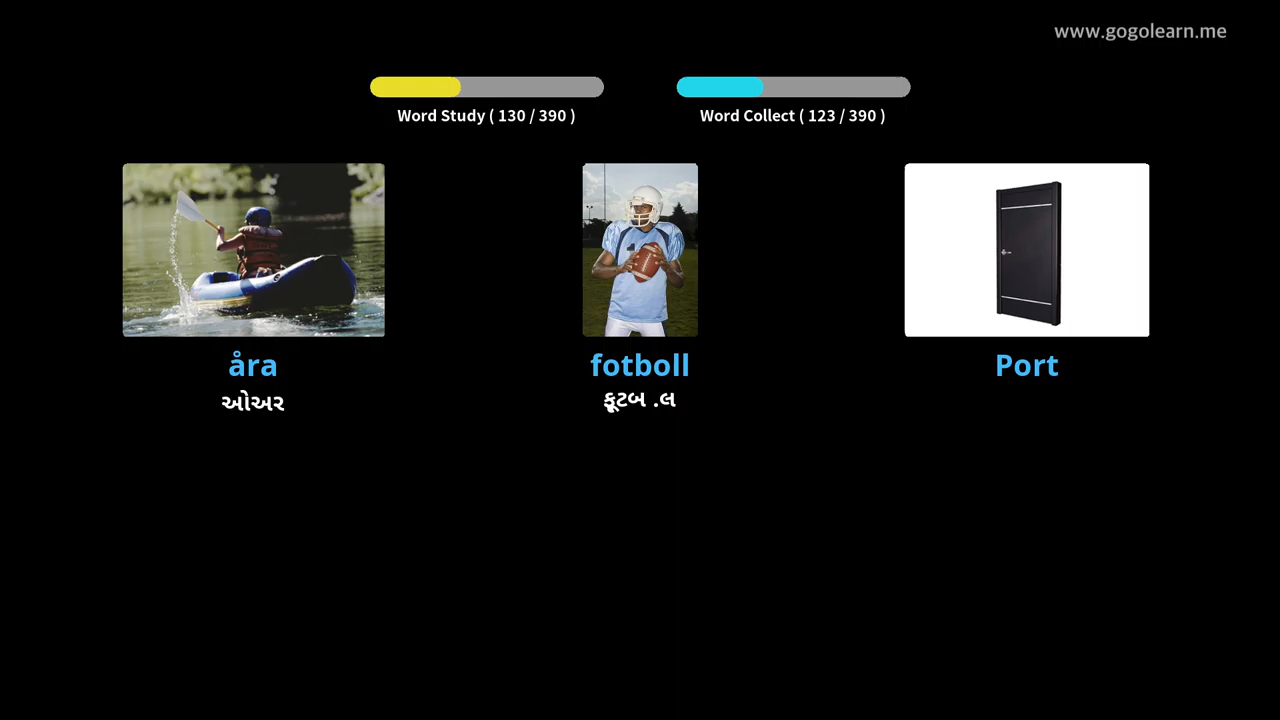 www.gogolearn.me
Word Study ( 130 / 390 )
Word Collect ( 123 / 390 )
åra
fotboll
Port
ઓઅર
ફૂટબ .લ